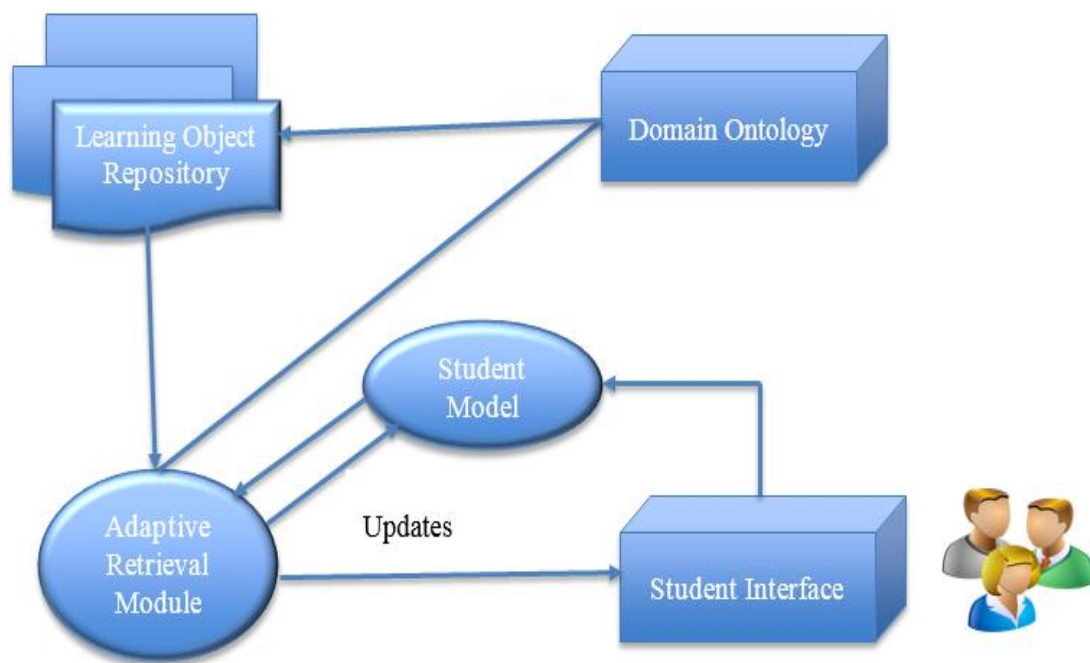 Learning Object
Repository
Domain Ontology
Student
Model
Adaptive
Retrieval
Module
Updates
Student Interface